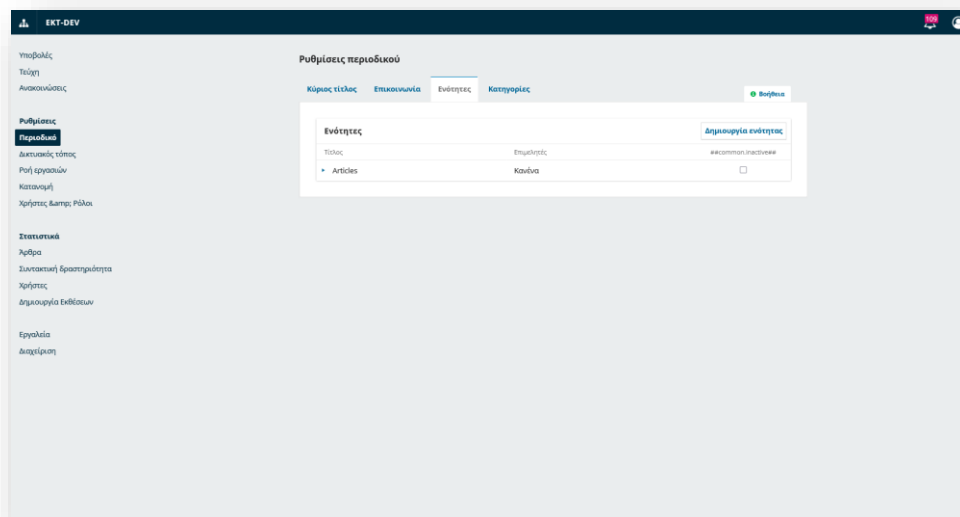 EKT-DEV
109
Υποβολές
Τεύχη
Ανακοινώσεις
Ρυθμίσεις
Περιοδικό
Δικτυακός τόπος
Ροή εργασιών
Κατανομή
Χρήστες &amp; Ρόλοι
Στατιστικά
Άρθρα
Συντακτική δραστηριότητα
Χρήστες
Δημιουργία Εκθέσεων
Εργαλεία
Διαχείριση
Ρυθμίσεις περιοδικού
Κύριος τίτλος Επικοινωνία Ενότητες Κατηγορίες
Βοήθεια
Ενότητες Δημιουργία ενότητας
Τίτλος Επιμελητές ##common.inactive##
Articles Κανένα